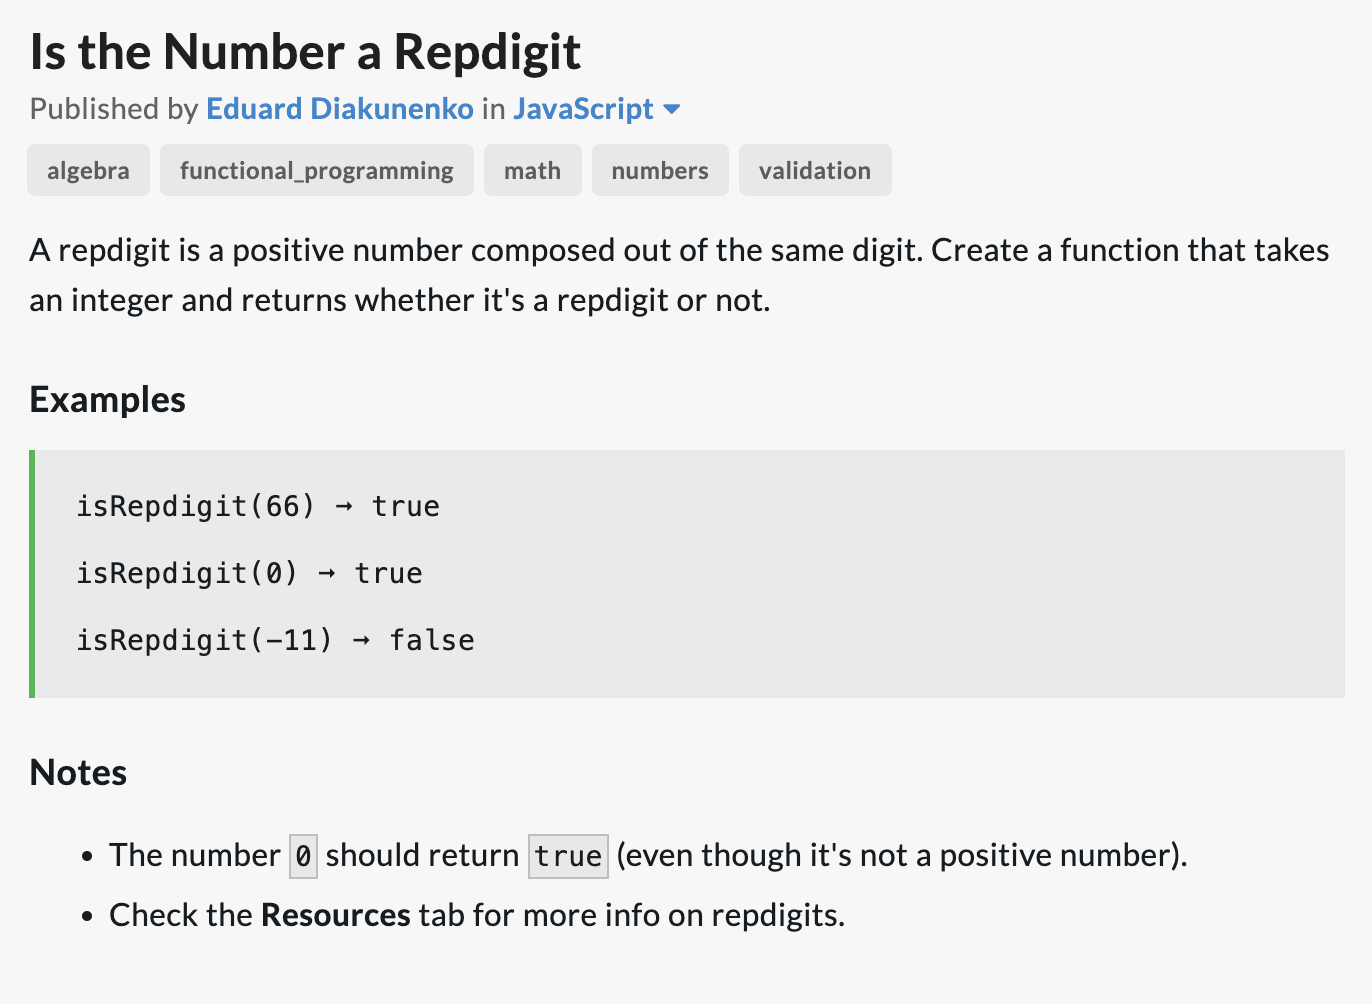 Is the Number a Repdigit
Published by Eduard Diakunenko in JavaScript
algebra functional_programming math numbers validation
A repdigit is a positive number composed out of the same digit. Create a function that takes
an integer and returns whether it's a repdigit or not.
Examples
isRepdigit(66) → true
isRepdigit(0) → true
isRepdigit(-11) → false
Notes
• The number 0 should return true (even though it's not a positive number).
• Check the Resources tab for more info on repdigits.